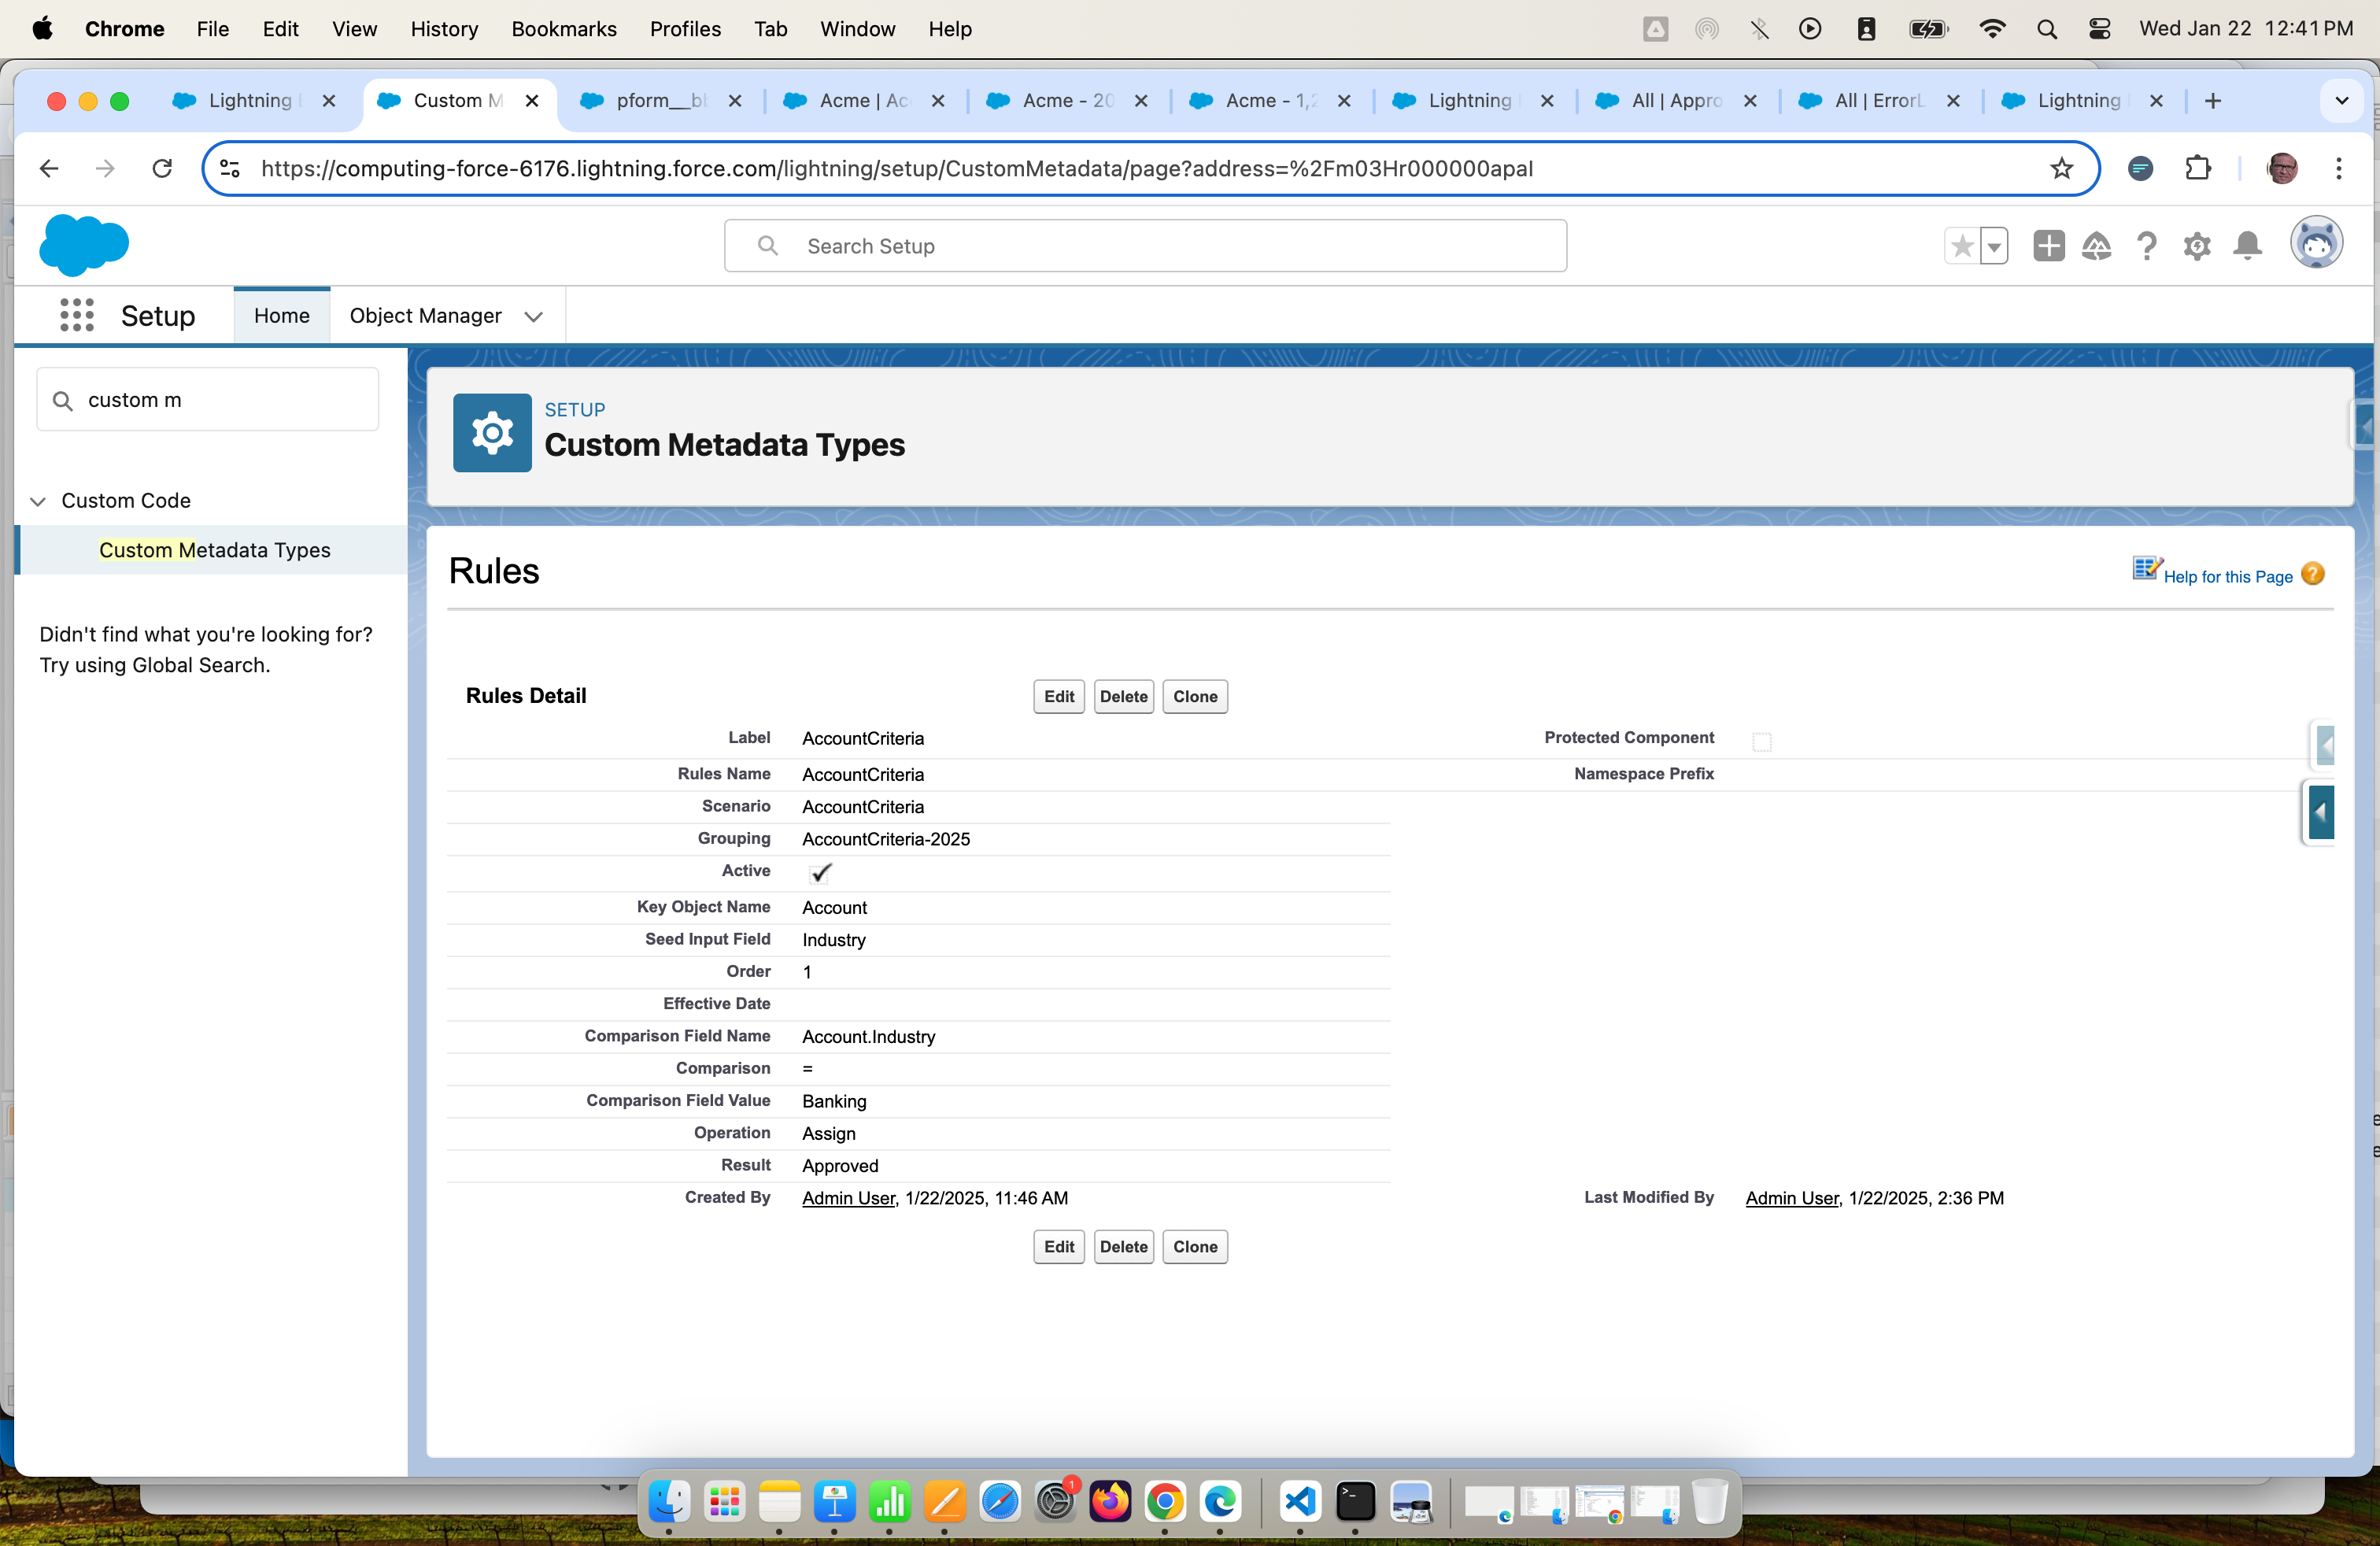 Chrome File Edit View History Bookmarks Profiles Tab Window Help Wed Jan 22 12:41 PM
Lightning Custom M pform__b Acme | Ac Acme - 20 Acme - 1,2 Lightning All | Appro All | ErrorL Lightning
https://computing-force-6176.lightning.force.com/lightning/setup/CustomMetadata/page?address=%2Fm03Hr000000apaI
Search Setup
Setup Home Object Manager
custom m
Custom Code
Custom Metadata Types
Didn't find what you're looking for?
Try using Global Search.
SETUP
Custom Metadata Types
Rules
Help for this Page
Rules Detail Edit Delete Clone
Label AccountCriteria Protected Component
Rules Name AccountCriteria Namespace Prefix
Scenario AccountCriteria
Grouping AccountCriteria-2025
Active
Key Object Name Account
Seed Input Field Industry
Order 1
Effective Date
Comparison Field Name Account.Industry
Comparison =
Comparison Field Value Banking
Operation Assign
Result Approved
Created By Admin User, 1/22/2025, 11:46 AM Last Modified By Admin User, 1/22/2025, 2:36 PM
Edit Delete Clone
1